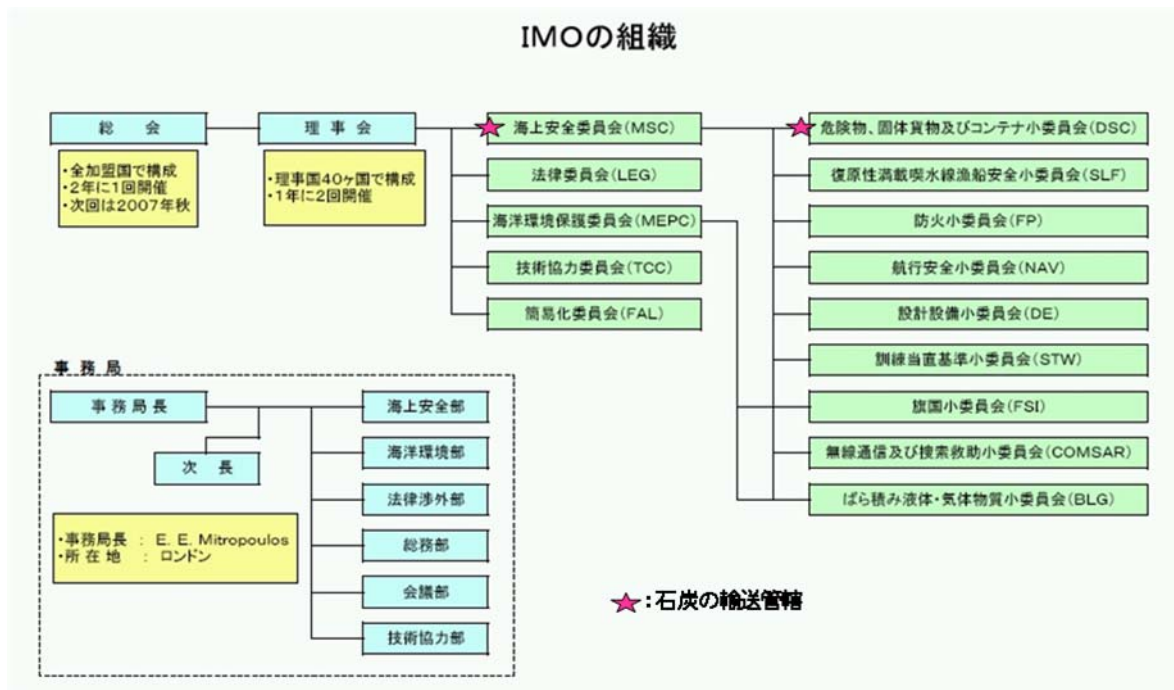 IMOの組織
総 会
・全加盟国で構成
・2年に1回開催
・次回は2007年秋
理 事 会
・理事国40ヶ国で構成
・1年に2回開催
海上安全委員会(MSC)
法律委員会(LEG)
海洋環境保護委員会(MEPC)
技術協力委員会(TCC)
簡易化委員会(FAL)
危険物、固体貨物及びコンテナ小委員会(DSC)
復原性満載喫水線漁船安全小委員会(SLF)
防火小委員会(FP)
航行安全小委員会(NAV)
設計設備小委員会(DE)
訓練当直基準小委員会(STW)
旗国小委員会(FSI)
無線通信及び捜索救助小委員会(COMSAR)
ばら積み液体・気体物質小委員会(BLG)
事 務 局
事 務 局 長
次 長
・事務局長 : E. E. Mitropoulos
・所 在 地 : ロンドン
海上安全部
海洋環境部
法律渉外部
総務部
会議部
技術協力部
★:石炭の輸送管轄